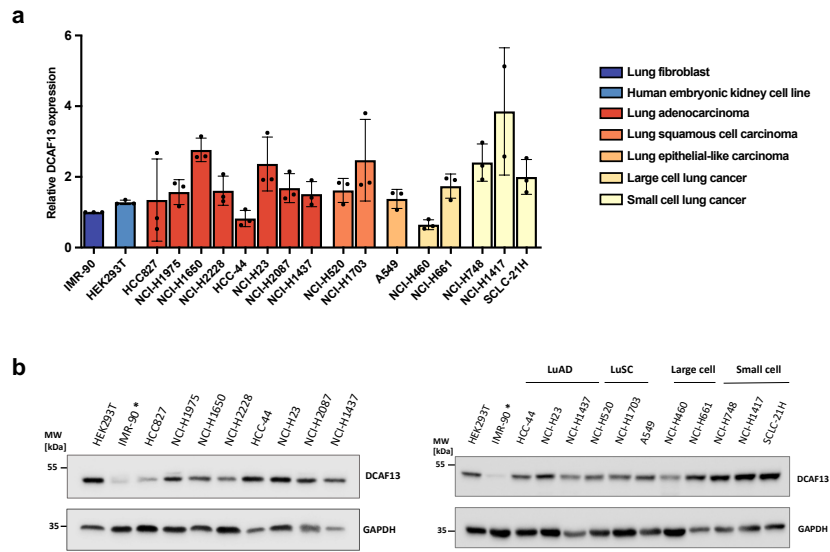 a
Relative DCAF13 expression
6
4
2
0
IMR-90
HEK293T
HCC827
NCI-H1975
NCI-H1650
NCI-H2228
HCC-44
NCI-H23
NCI-H2087
NCI-H1437
NCI-H520
NCI-H1703
A549
NCI-H460
NCI-H661
NCI-H748
NCI-H1417
SCLC-21H
Lung fibroblast
Human embryonic kidney cell line
Lung adenocarcinoma
Lung squamous cell carcinoma
Lung epithelial-like carcinoma
Large cell lung cancer
Small cell lung cancer
b
HEK293T
IMR-90 *
HCC827
NCI-H1975
NCI-H1650
NCI-H2228
HCC-44
NCI-H23
NCI-H2087
NCI-H1437
MW
[kDa]
55
DCAF13
35
GAPDH
LuAD
LuSC
Large cell
Small cell
HEK293T
IMR-90 *
HCC-44
NCI-H23
NCI-H1437
NCI-H520
NCI-H1703
A549
NCI-H460
NCI-H661
NCI-H748
NCI-H1417
SCLC-21H
MW
[kDa]
55
DCAF13
35
GAPDH